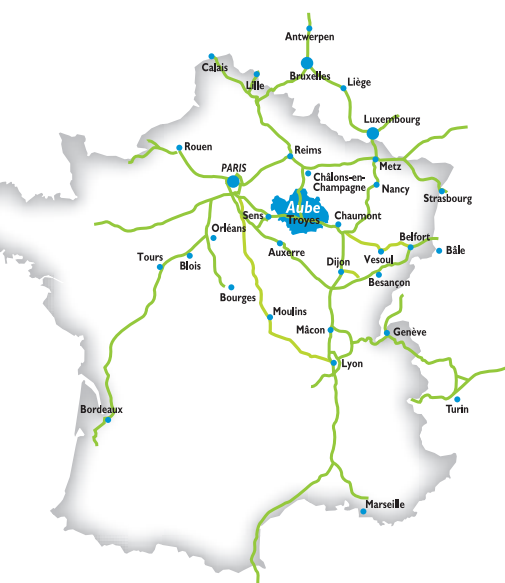 Antwerpen
Calais
Bruxelles
Lille
Liège
Luxembourg
Rouen
Reims
PARIS
Metz
Châlons-en-
Champagne
Nancy
Strasbourg
Aube
Sens
Troyes
Chaumont
Orléans
Belfort
Auxerre
Bâle
Tours
Blois
Dijon
Vesoul
Besançon
Bourges
Moulins
Mâcon
Genève
Lyon
Bordeaux
Turin
Marseille